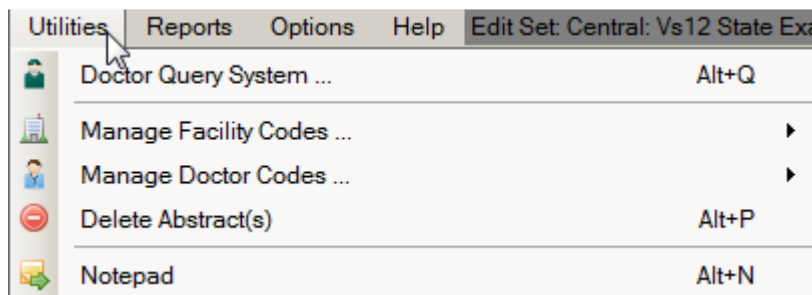 Utilities Reports Options Help Edit Set: Central: Vs12 State Exa
Doctor Query System ... Alt+Q
Manage Facility Codes ...
Manage Doctor Codes ...
Delete Abstract(s) Alt+P
Notepad Alt+N